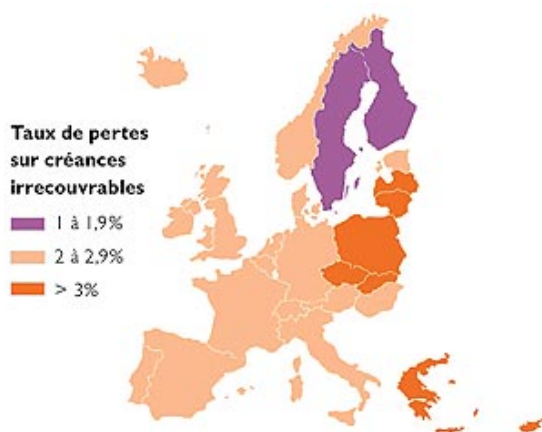 Taux de pertes
sur créances
irrecouvrables
1 à 1,9%
2 à 2,9%
> 3%